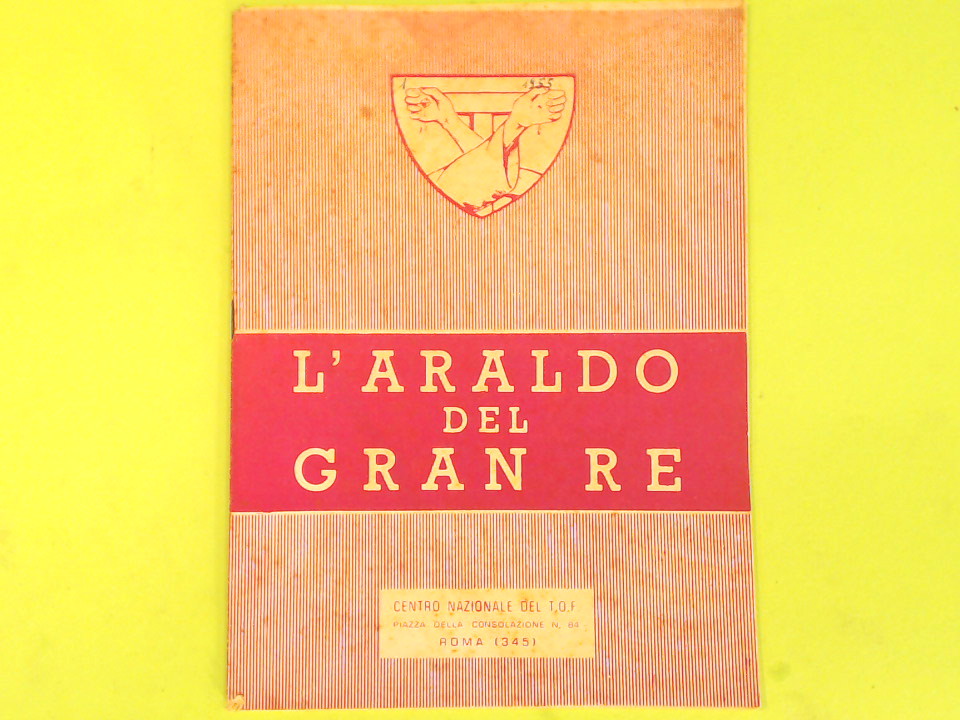 1955
L'ARALDO
DEL
GRAN RE
CENTRO NAZIONALE DEL T.O.F.
PIAZZA DELLA CONSOLAZIONE N. 84
ROMA (345)